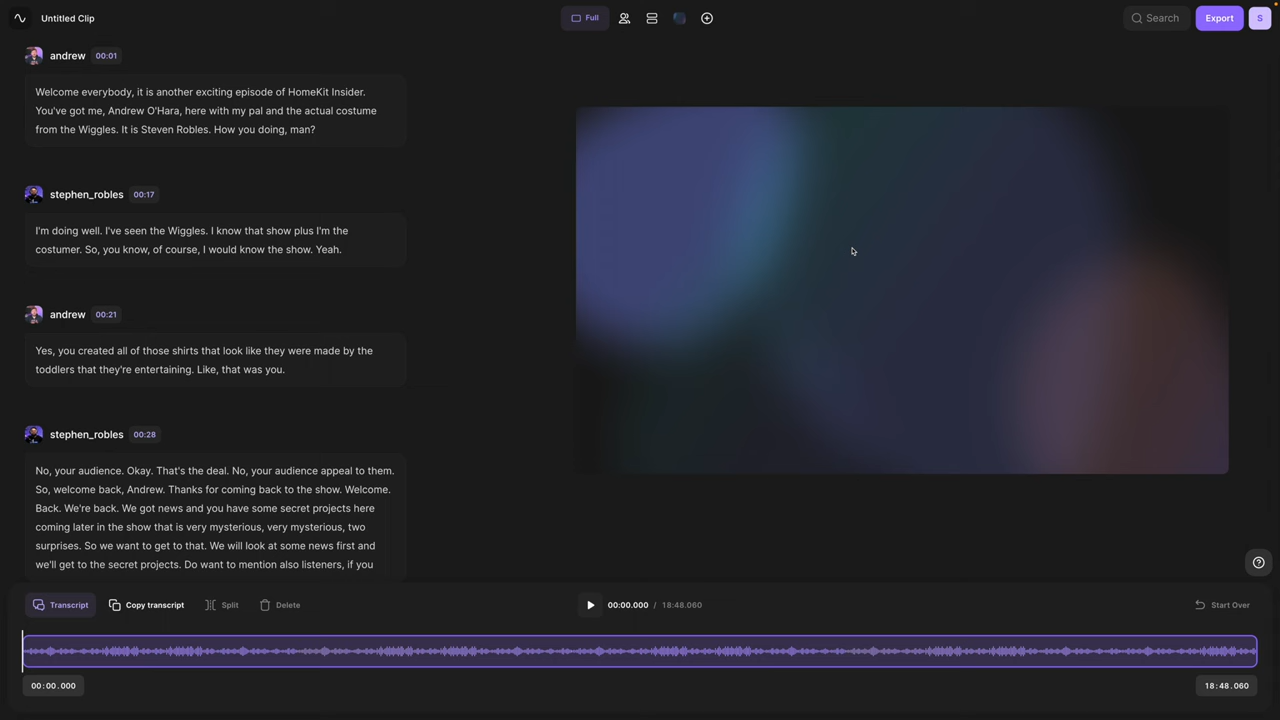 Untitled Clip
Full
Search
Export
S
andrew 00:01
Welcome everybody, it is another exciting episode of HomeKit Insider.
You've got me, Andrew O'Hara, here with my pal and the actual costume
from the Wiggles. It is Steven Robles. How you doing, man?
stephen_robles 00:17
I'm doing well. I've seen the Wiggles. I know that show plus I'm the
costumer. So, you know, of course, I would know the show. Yeah.
andrew 00:21
Yes, you created all of those shirts that look like they were made by the
toddlers that they're entertaining. Like, that was you.
stephen_robles 00:28
No, your audience. Okay. That's the deal. No, your audience appeal to them.
So, welcome back, Andrew. Thanks for coming back to the show. Welcome.
Back. We're back. We got news and you have some secret projects here
coming later in the show that is very mysterious, very mysterious, two
surprises. So we want to get to that. We will look at some news first and
we'll get to the secret projects. Do want to mention also listeners, if you
Transcript
Copy transcript
Split
Delete
00:00.000 / 18:48.060
Start Over
00:00.000
18:48.060